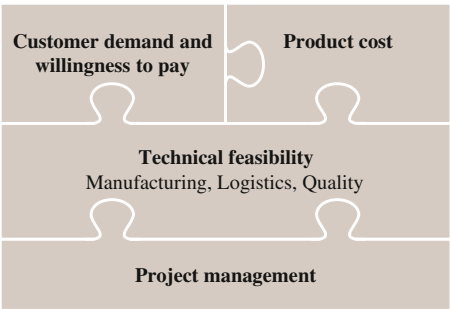 Customer demand and
willingness to pay
Product cost
Technical feasibility
Manufacturing, Logistics, Quality
Project management